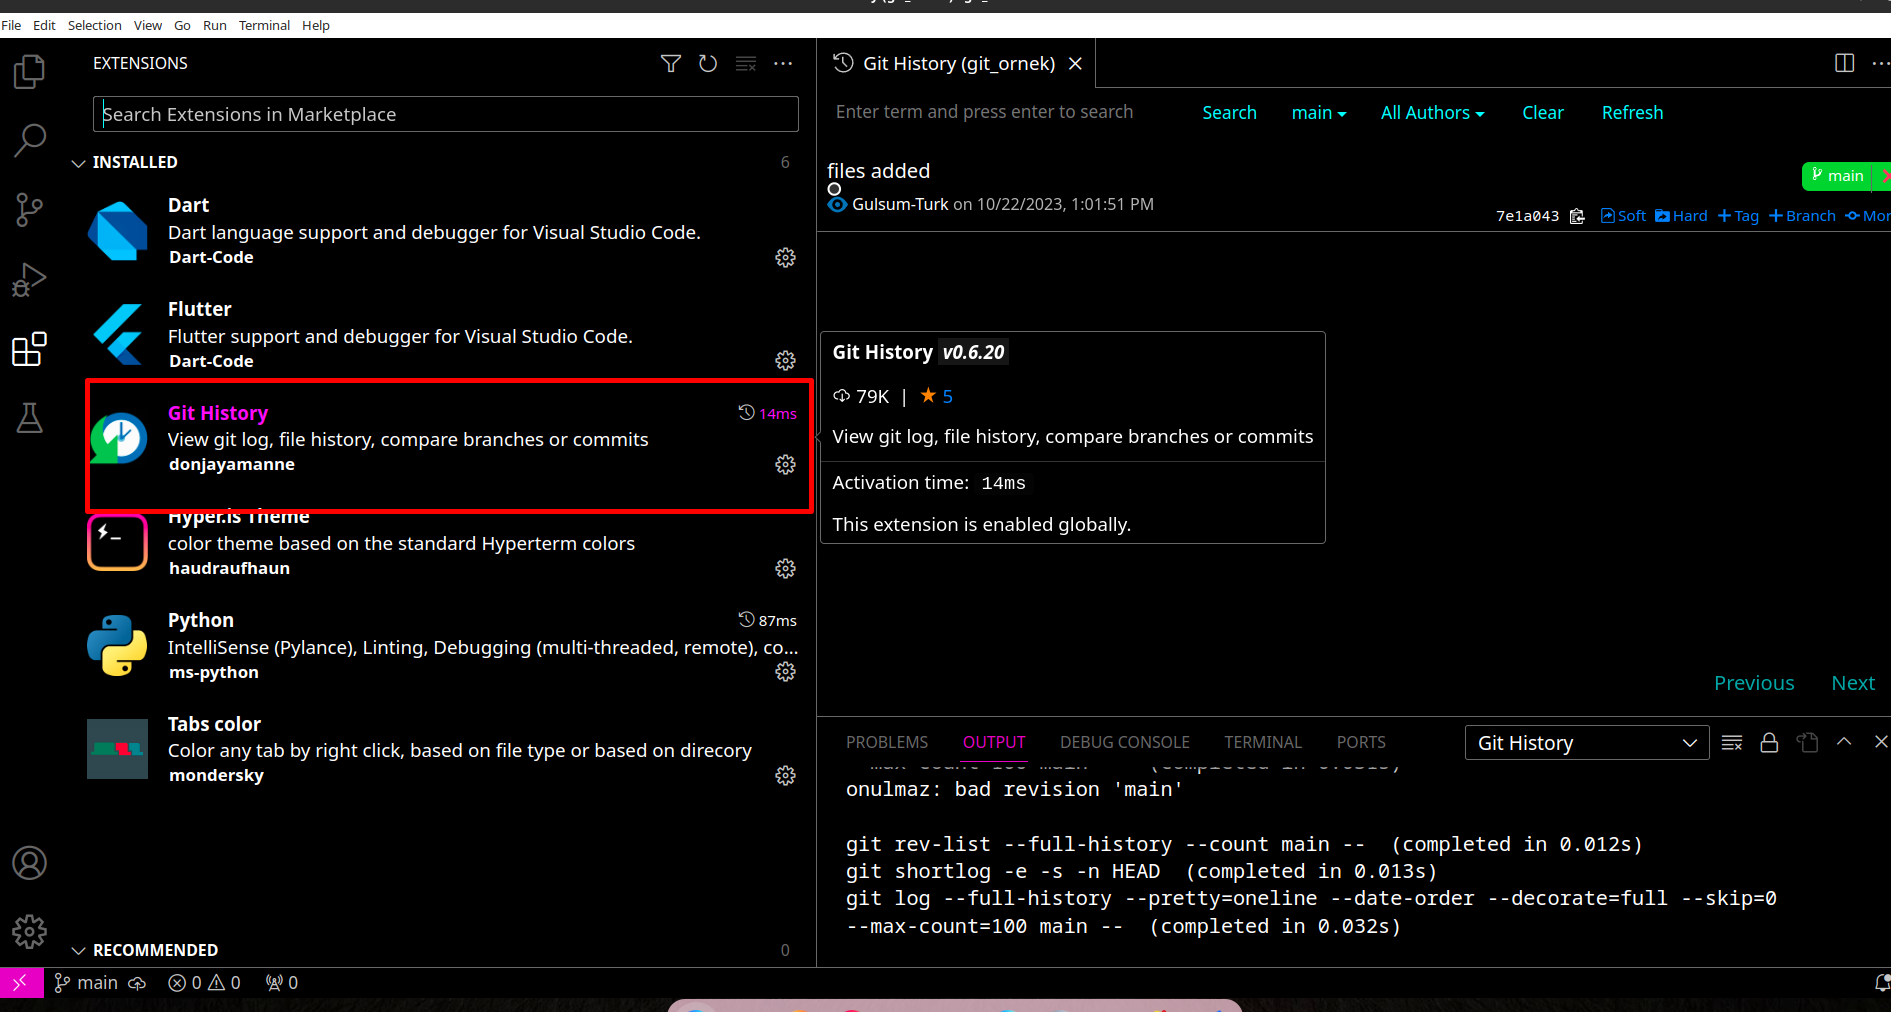 File Edit Selection View Go Run Terminal Help
EXTENSIONS
Search Extensions in Marketplace
INSTALLED 6
Dart
Dart language support and debugger for Visual Studio Code.
Dart-Code
Flutter
Flutter support and debugger for Visual Studio Code.
Dart-Code
Git History 14ms
View git log, file history, compare branches or commits
donjayamanne
Hyper.is Theme
color theme based on the standard Hyperterm colors
haudraufhaun
Python 87ms
IntelliSense (Pylance), Linting, Debugging (multi-threaded, remote), co...
ms-python
Tabs color
Color any tab by right click, based on file type or based on direcory
mondersky
RECOMMENDED 0
Git History (git_ornek)
Enter term and press enter to search Search main All Authors Clear Refresh
files added
main
Gulsum-Turk on 10/22/2023, 1:01:51 PM
7e1a043 Soft Hard +Tag +Branch Mor
Git History v0.6.20
79K | ★ 5
View git log, file history, compare branches or commits
Activation time: 14ms
This extension is enabled globally.
Previous Next
PROBLEMS OUTPUT DEBUG CONSOLE TERMINAL PORTS Git History
onulmaz: bad revision 'main'
git rev-list --full-history --count main -- (completed in 0.012s)
git shortlog -e -s -n HEAD (completed in 0.013s)
git log --full-history --pretty=oneline --date-order --decorate=full --skip=0
--max-count=100 main -- (completed in 0.032s)
main 0 0 0